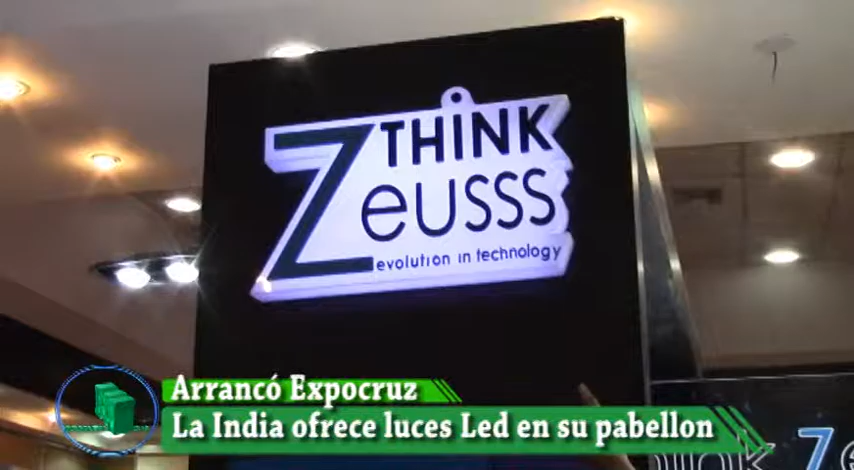 THINK
Zeusss
evolution in technology
Arrancó Expocruz
La India ofrece luces Led en su pabellon